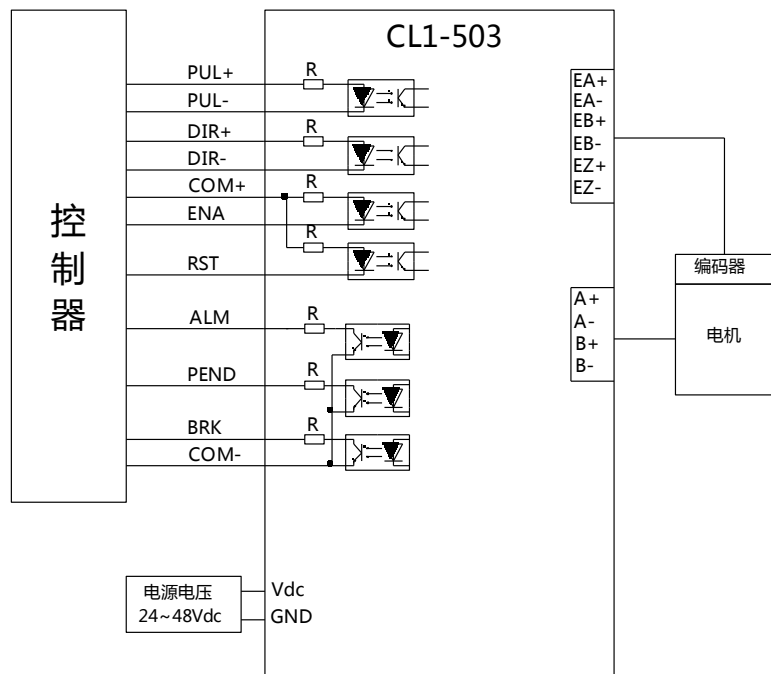 CL1-503
控制器
PUL+
R
PUL-
DIR+
R
DIR-
COM+
R
ENA
R
RST
ALM
R
PEND
R
BRK
R
COM-
EA+
EA-
EB+
EB-
EZ+
EZ-
编码器
电机
A+
A-
B+
B-
电源电压
24~48Vdc
Vdc
GND